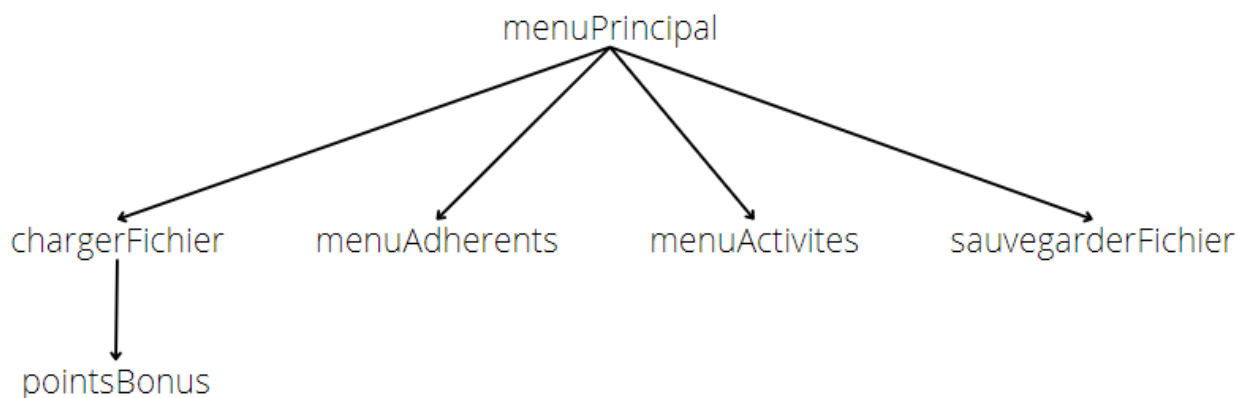 menuPrincipal
chargerFichier menuAdherents menuActivites sauvegarderFichier
pointsBonus